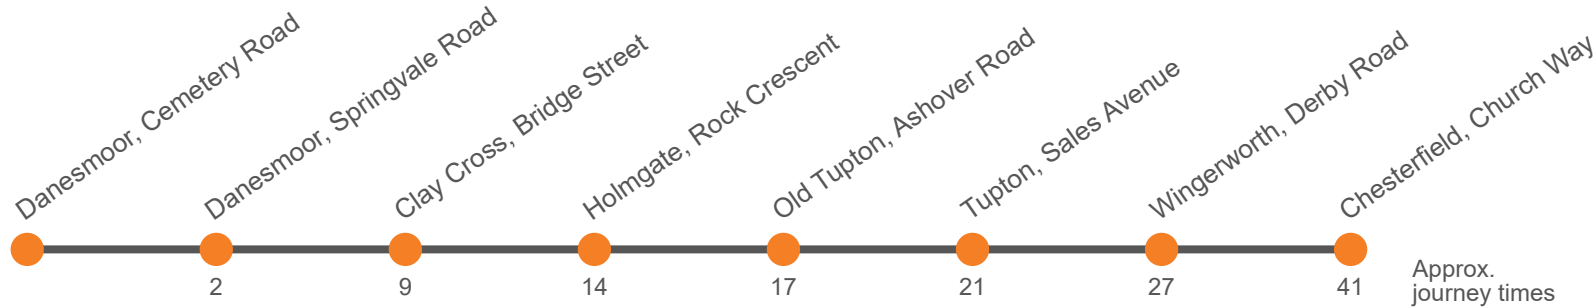 Danesmoor, Cemetery Road
Danesmoor, Springvale Road
Clay Cross, Bridge Street
Holmgate, Rock Crescent
Old Tupton, Ashover Road
Tupton, Sales Avenue
Wingerworth, Derby Road
Chesterfield, Church Way
2
9
14
17
21
27
41
Approx.
journey times